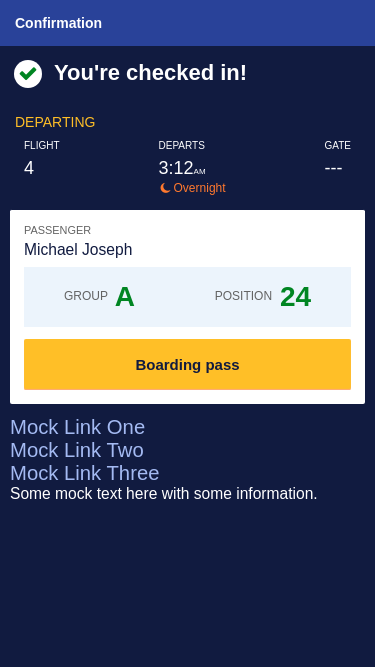 Confirmation
You're checked in!
DEPARTING
FLIGHT DEPARTS GATE
4 3:12AM ---
Overnight
PASSENGER
Michael Joseph
GROUP A POSITION 24
Boarding pass
Mock Link One
Mock Link Two
Mock Link Three
Some mock text here with some information.